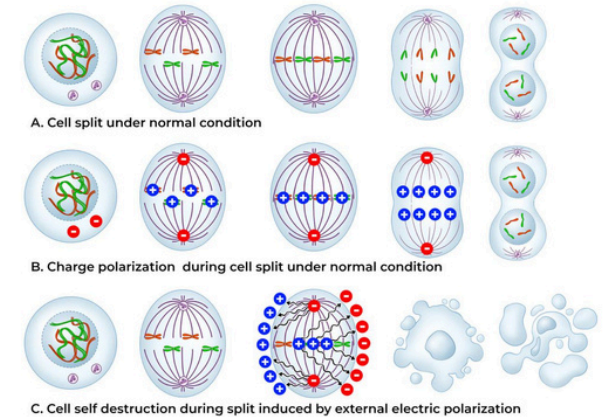 A. Cell split under normal condition
B. Charge polarization during cell split under normal condition
C. Cell self destruction during split induced by external electric polarization